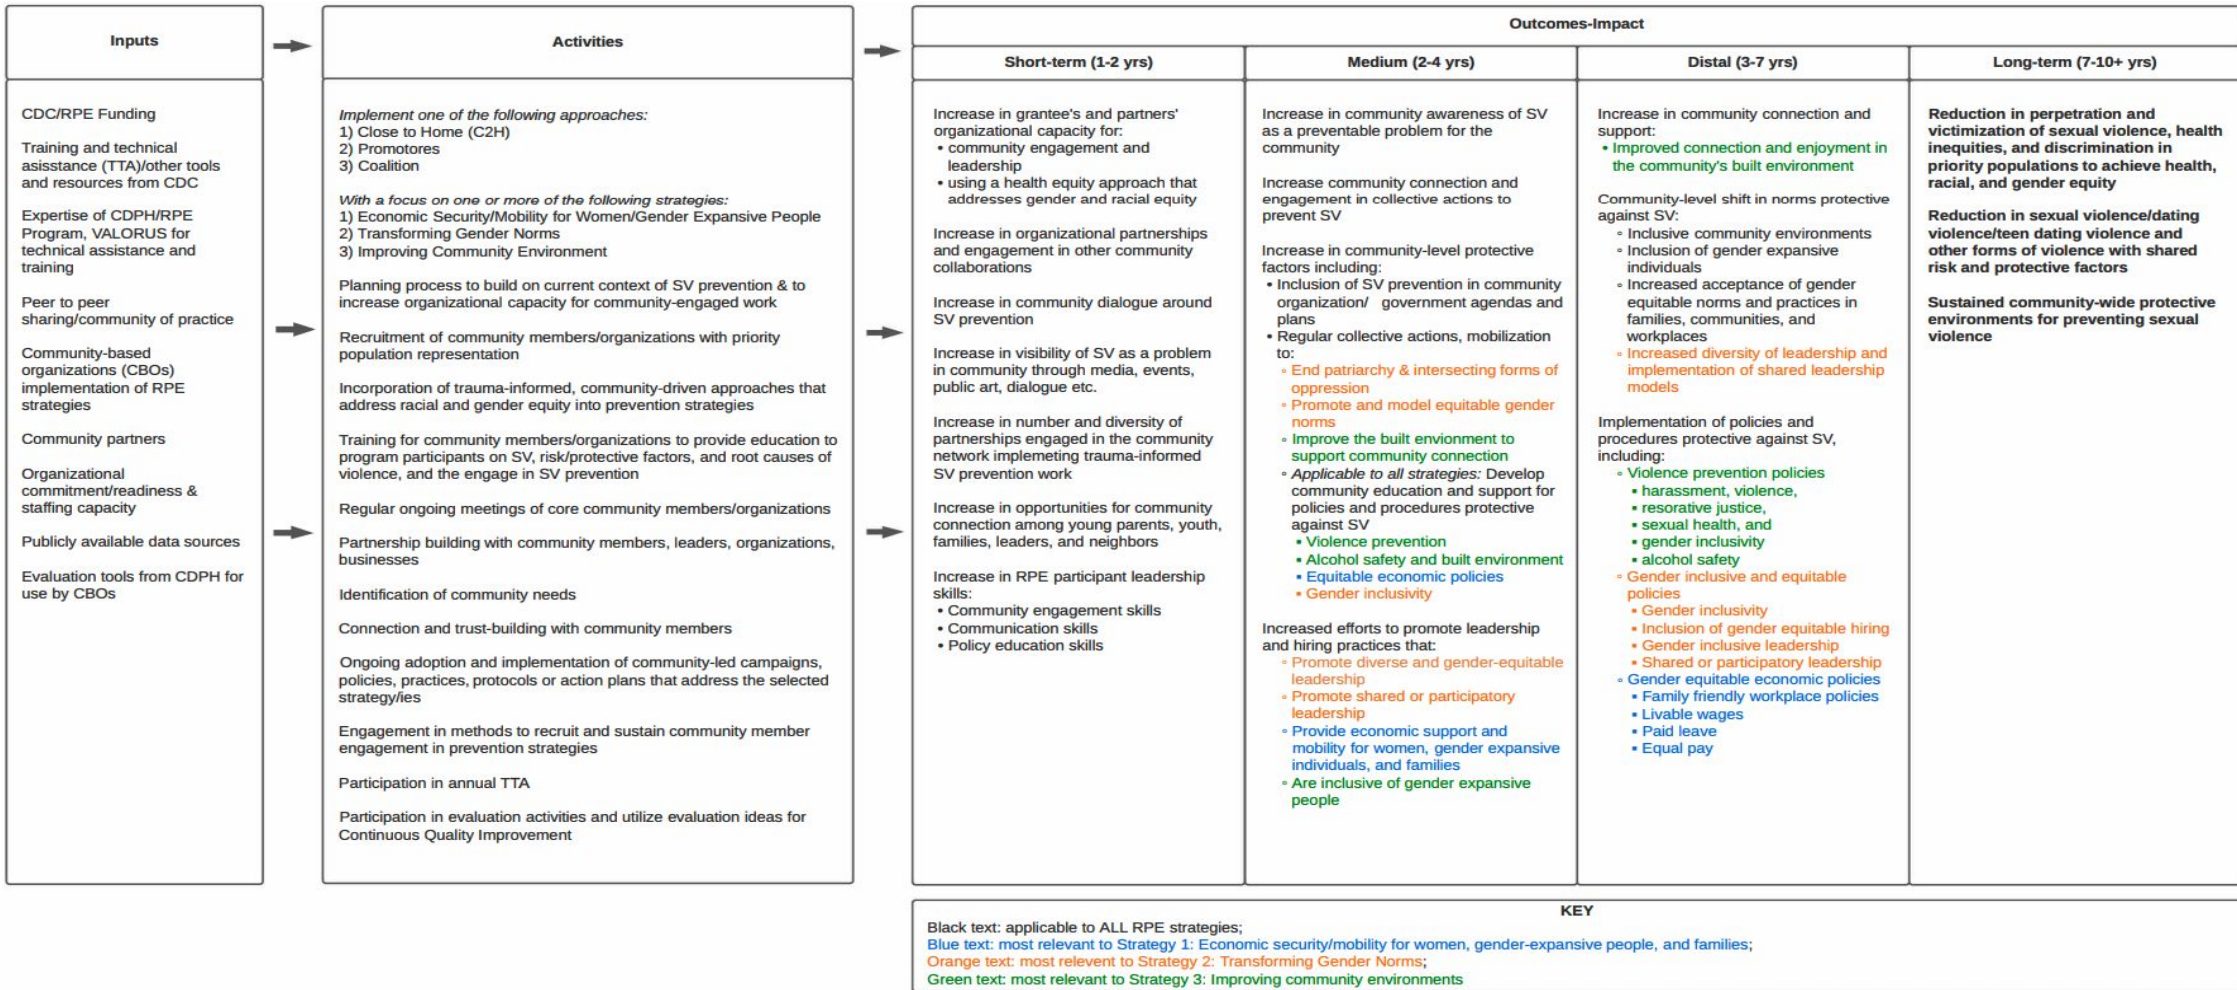 Inputs
CDC/RPE Funding
Training and technical
asisstance (TTA)/other tools
and resources from CDC
Expertise of CDPH/RPE
Program, VALORUS for
technical assistance and
training
Peer to peer
sharing/community of practice
Community-based
organizations (CBOs)
implementation of RPE
strategies
Community partners
Organizational
commitment/readiness &
staffing capacity
Publicly available data sources
Evaluation tools from CDPH for
use by CBOs
Activities
Implement one of the following approaches:
1) Close to Home (C2H)
2) Promotores
3) Coalition
With a focus on one or more of the following strategies:
1) Economic Security/Mobility for Women/Gender Expansive People
2) Transforming Gender Norms
3) Improving Community Environment
Planning process to build on current context of SV prevention & to
increase organizational capacity for community-engaged work
Recruitment of community members/organizations with priority
population representation
Incorporation of trauma-informed, community-driven approaches that
address racial and gender equity into prevention strategies
Training for community members/organizations to provide education to
program participants on SV, risk/protective factors, and root causes of
violence, and the engage in SV prevention
Regular ongoing meetings of core community members/organizations
Partnership building with community members, leaders, organizations,
businesses
Identification of community needs
Connection and trust-building with community members
Ongoing adoption and implementation of community-led campaigns,
policies, practices, protocols or action plans that address the selected
strategy/ies
Engagement in methods to recruit and sustain community member
engagement in prevention strategies
Participation in annual TTA
Participation in evaluation activities and utilize evaluation ideas for
Continuous Quality Improvement
Outcomes-Impact
Short-term (1-2 yrs)
Increase in grantee's and partners'
organizational capacity for:
• community engagement and
leadership
• using a health equity approach that
addresses gender and racial equity
Increase in organizational partnerships
and engagement in other community
collaborations
Increase in community dialogue around
SV prevention
Increase in visibility of SV as a problem
in community through media, events,
public art, dialogue etc.
Increase in number and diversity of
partnerships engaged in the community
network implemeting trauma-informed
SV prevention work
Increase in opportunities for community
connection among young parents, youth,
families, leaders, and neighbors
Increase in RPE participant leadership
skills:
• Community engagement skills
• Communication skills
• Policy education skills
Medium (2-4 yrs)
Increase in community awareness of SV
as a preventable problem for the
community
Increase community connection and
engagement in collective actions to
prevent SV
Increase in community-level protective
factors including:
• Inclusion of SV prevention in community
organization/ government agendas and
plans
• Regular collective actions, mobilization
to:
◦ End patriarchy & intersecting forms of
oppression
◦ Promote and model equitable gender
norms
◦ Improve the built envionment to
support community connection
◦ Applicable to all strategies: Develop
community education and support for
policies and procedures protective
against SV
▪ Violence prevention
▪ Alcohol safety and built environment
▪ Equitable economic policies
▪ Gender inclusivity
Increased efforts to promote leadership
and hiring practices that:
◦ Promote diverse and gender-equitable
leadership
◦ Promote shared or participatory
leadership
◦ Provide economic support and
mobility for women, gender expansive
individuals, and families
◦ Are inclusive of gender expansive
people
Distal (3-7 yrs)
Increase in community connection and
support:
• Improved connection and enjoyment in
the community's built environment
Community-level shift in norms protective
against SV:
◦ Inclusive community environments
◦ Inclusion of gender expansive
individuals
◦ Increased acceptance of gender
equitable norms and practices in
families, communities, and
workplaces
◦ Increased diversity of leadership and
implementation of shared leadership
models
Implementation of policies and
procedures protective against SV,
including:
◦ Violence prevention policies
▪ harassment, violence,
▪ resorative justice,
▪ sexual health, and
▪ gender inclusivity
▪ alcohol safety
◦ Gender inclusive and equitable
policies
▪ Gender inclusivity
▪ Inclusion of gender equitable hiring
▪ Gender inclusive leadership
▪ Shared or participatory leadership
◦ Gender equitable economic policies
▪ Family friendly workplace policies
▪ Livable wages
▪ Paid leave
▪ Equal pay
Long-term (7-10+ yrs)
Reduction in perpetration and
victimization of sexual violence, health
inequities, and discrimination in
priority populations to achieve health,
racial, and gender equity
Reduction in sexual violence/dating
violence/teen dating violence and
other forms of violence with shared
risk and protective factors
Sustained community-wide protective
environments for preventing sexual
violence
KEY
Black text: applicable to ALL RPE strategies;
Blue text: most relevant to Strategy 1: Economic security/mobility for women, gender-expansive people, and families;
Orange text: most relevent to Strategy 2: Transforming Gender Norms;
Green text: most relevant to Strategy 3: Improving community environments